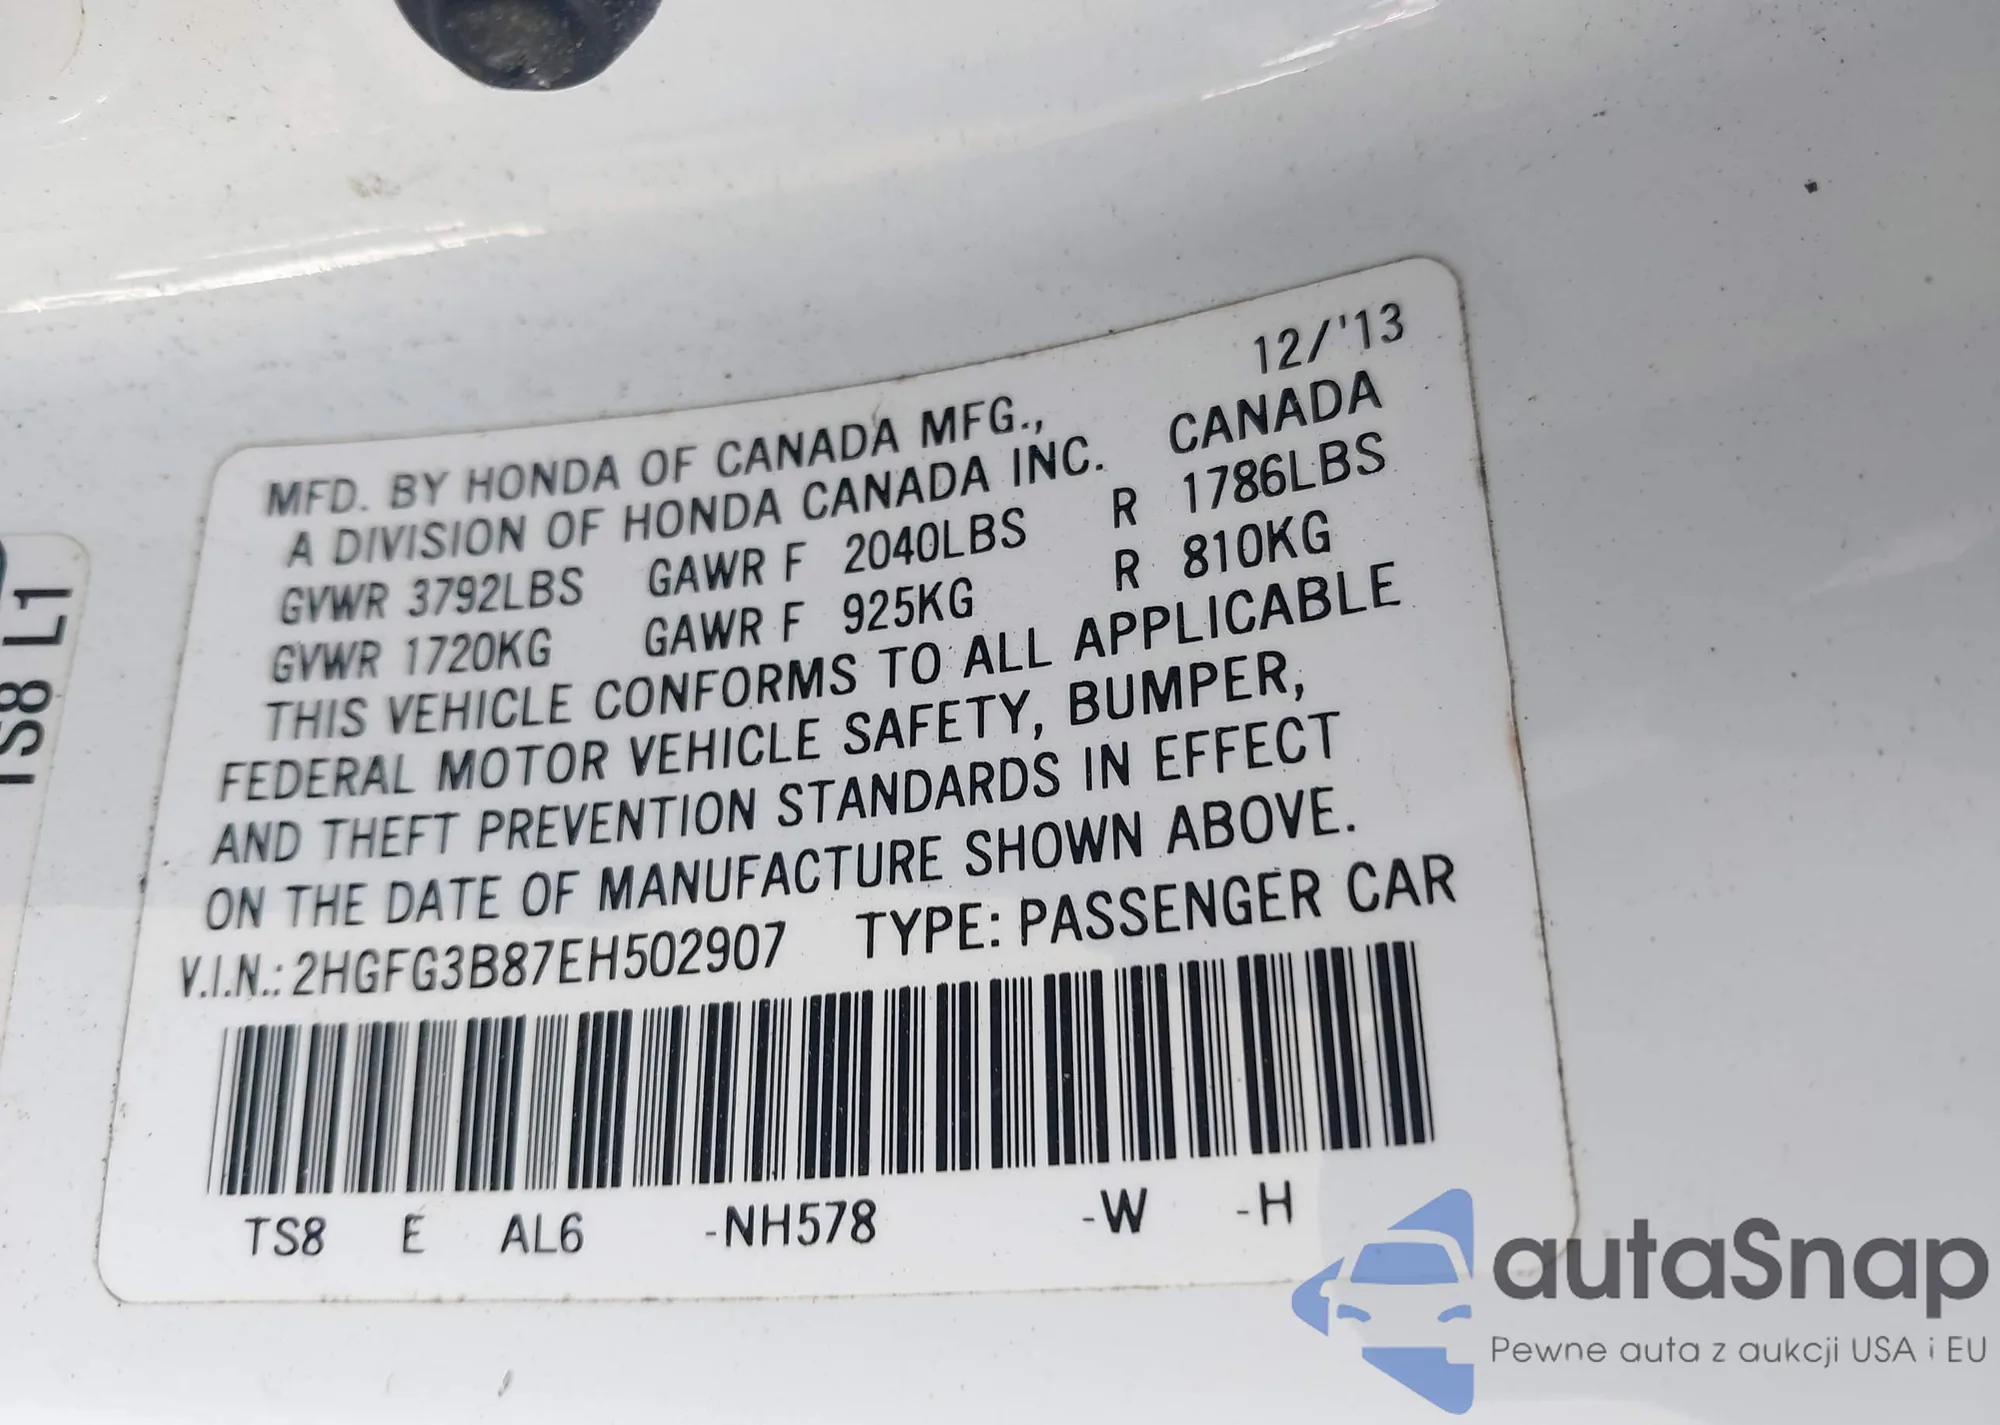 12/'13
MFD. BY HONDA OF CANADA MFG., CANADA
A DIVISION OF HONDA CANADA INC.
GVWR 3792LBS GAWR F 2040LBS R 1786LBS
GVWR 1720KG GAWR F 925KG R 810KG
THIS VEHICLE CONFORMS TO ALL APPLICABLE
FEDERAL MOTOR VEHICLE SAFETY, BUMPER,
AND THEFT PREVENTION STANDARDS IN EFFECT
ON THE DATE OF MANUFACTURE SHOWN ABOVE.
V.I.N.: 2HGFG3B87EH502907 TYPE: PASSENGER CAR
TS8 E AL6 -NH578 -W -H
TS8 L1
autaSnap
Pewne auta z aukcji USA i EU